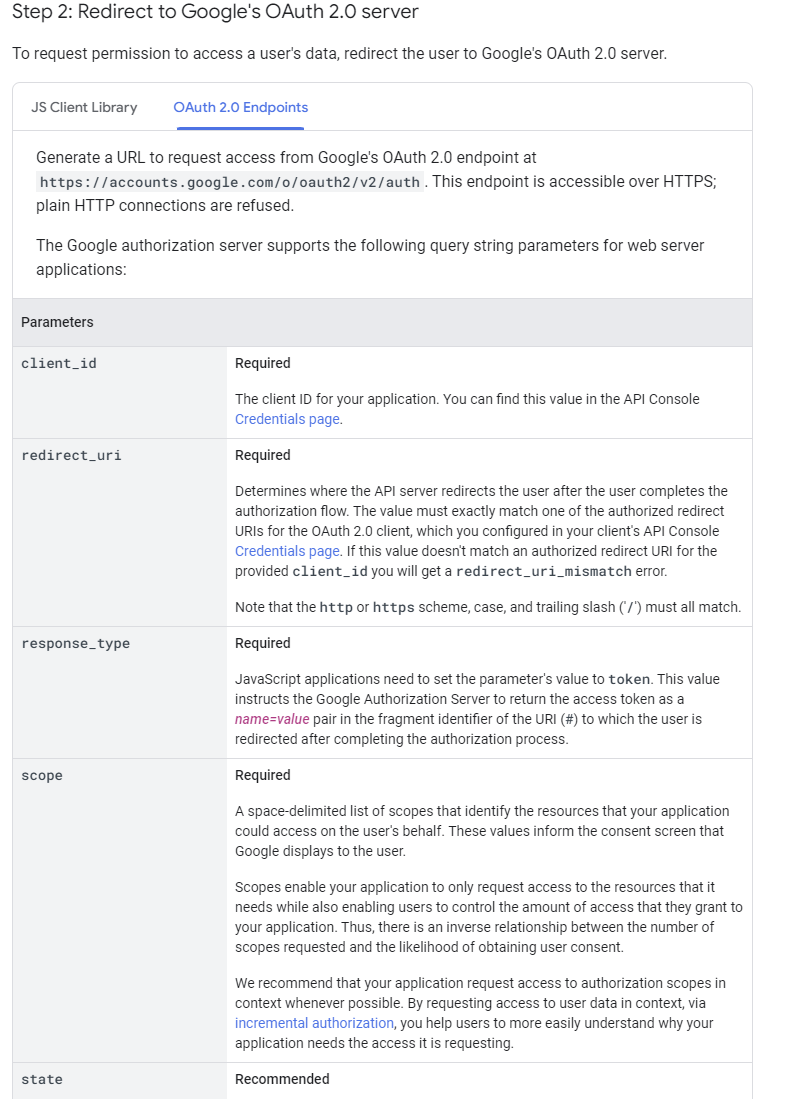 Step 2: Redirect to Google's OAuth 2.0 server
To request permission to access a user's data, redirect the user to Google's OAuth 2.0 server.
JS Client Library
OAuth 2.0 Endpoints
Generate a URL to request access from Google's OAuth 2.0 endpoint at
https://accounts.google.com/o/oauth2/v2/auth. This endpoint is accessible over HTTPS;
plain HTTP connections are refused.
The Google authorization server supports the following query string parameters for web server
applications:
Parameters
client_id
Required
The client ID for your application. You can find this value in the API Console
Credentials page.
redirect_uri
Required
Determines where the API server redirects the user after the user completes the
authorization flow. The value must exactly match one of the authorized redirect
URIs for the OAuth 2.0 client, which you configured in your client's API Console
Credentials page. If this value doesn't match an authorized redirect URI for the
provided client_id you will get a redirect_uri_mismatch error.
Note that the http or https scheme, case, and trailing slash ('/') must all match.
response_type
Required
JavaScript applications need to set the parameter's value to token. This value
instructs the Google Authorization Server to return the access token as a
name=value pair in the fragment identifier of the URI (#) to which the user is
redirected after completing the authorization process.
scope
Required
A space-delimited list of scopes that identify the resources that your application
could access on the user's behalf. These values inform the consent screen that
Google displays to the user.
Scopes enable your application to only request access to the resources that it
needs while also enabling users to control the amount of access that they grant to
your application. Thus, there is an inverse relationship between the number of
scopes requested and the likelihood of obtaining user consent.
We recommend that your application request access to authorization scopes in
context whenever possible. By requesting access to user data in context, via
incremental authorization, you help users to more easily understand why your
application needs the access it is requesting.
state
Recommended